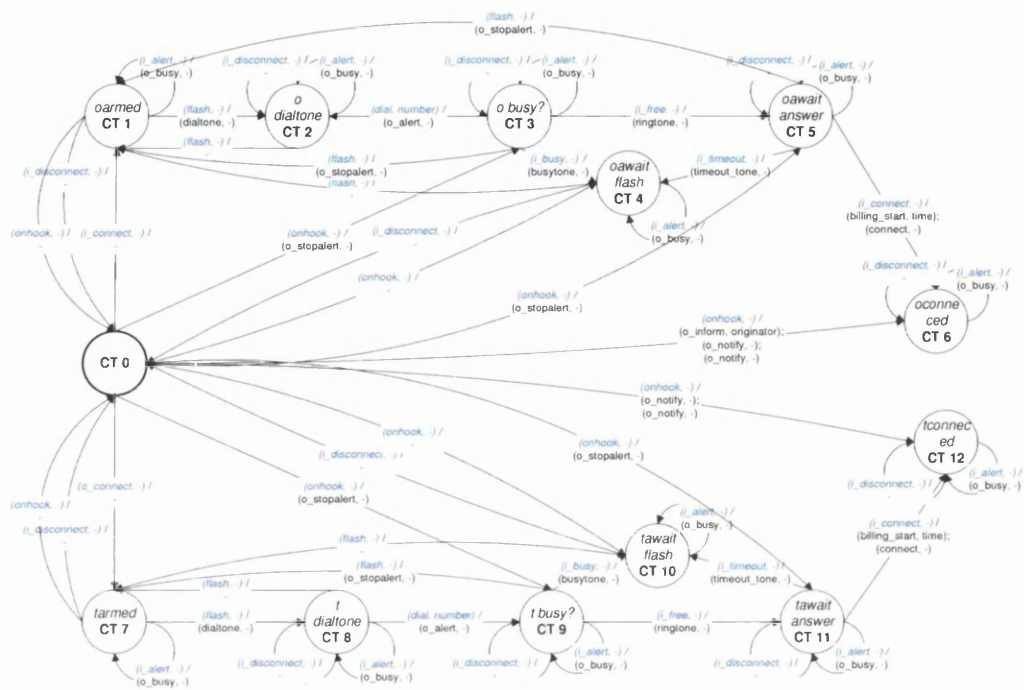 (flash, -) /
(o_stopalert, -)
(i_alert, -) /
(o_busy, -)
(i_disconnect, -) /
(i_alert, -) /
(o_busy, -)
(i_disconnect, -) /
(i_alert, -) /
(o_busy, -)
(i_disconnect, -) /
(i_alert, -) /
(o_busy, -)
oarmed
CT 1
(flash, -) /
(dialtone, -)
o
dialtone
CT 2
(dial, number) /
(o_alert, -)
o busy?
CT 3
(i_free, -) /
(ringtone, -)
oawait
answer
CT 5
(flash, -) /
(flash, -) /
(o_stopalert, -)
(flash, -) /
(i_busy, -) /
(busytone, -)
oawait
flash
CT 4
(i_timeout, -) /
(timeout_tone, -)
(i_disconnect, -) /
(i_alert, -) /
(o_busy, -)
(i_connect, -) /
(billing_start, time);
(connect, -)
(onhook, -) /
(i_connect, -) /
(onhook, -) /
(o_stopalert, -)
(i_disconnect, -) /
(onhook, -) /
(i_disconnect, -) /
(i_alert, -) /
(o_busy, -)
oconne
ced
CT 6
(onhook, -) /
(o_stopalert, -)
(onhook, -) /
(o_inform, originator);
(o_notify, -);
(o_notify, -)
CT 0
(onhook, -) /
(o_notify, -);
(o_notify, -)
(onhook, -) /
(i_disconnect, -) /
(onhook, -) /
(o_stopalert, -)
(onhook, -) /
(o_stopalert, -)
tconnec
ed
CT 12
(i_disconnect, -) /
(i_alert, -) /
(o_busy, -)
(o_connect, -) /
(onhook, -) /
(i_disconnect, -) /
(i_alert, -) /
(o_busy, -)
(i_connect, -) /
(billing_start, time);
(connect, -)
(flash, -) /
(flash, -) /
(o_stopalert, -)
(flash, -) /
(i_busy, -) /
(busytone, -)
tawait
flash
CT 10
(i_timeout, -) /
(timeout_tone, -)
tarmed
CT 7
(flash, -) /
(dialtone, -)
t
dialtone
CT 8
(dial, number) /
(o_alert, -)
t busy?
CT 9
(i_free, -) /
(ringtone, -)
tawait
answer
CT 11
(i_alert, -) /
(o_busy, -)
(i_disconnect, -) /
(i_alert, -) /
(o_busy, -)
(i_disconnect, -) /
(i_alert, -) /
(o_busy, -)
(i_disconnect, -) /
(i_alert, -) /
(o_busy, -)